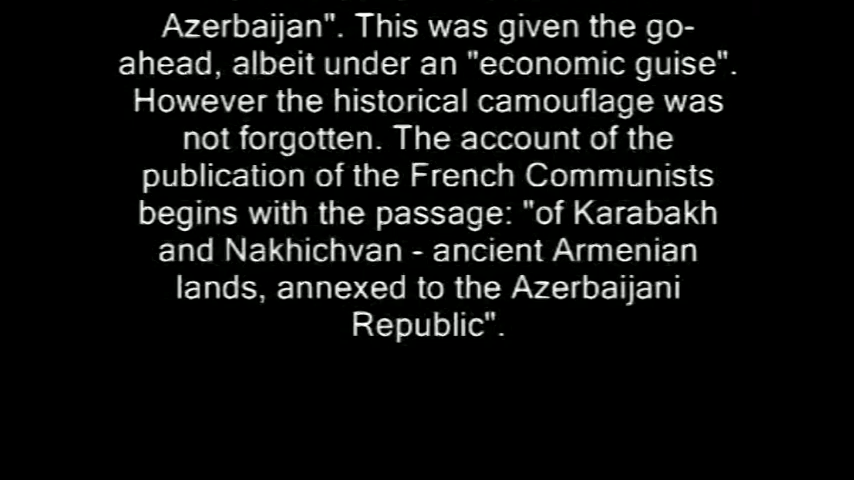 Azerbaijan". This was given the go-
ahead, albeit under an "economic guise".
However the historical camouflage was
not forgotten. The account of the
publication of the French Communists
begins with the passage: "of Karabakh
and Nakhichvan - ancient Armenian
lands, annexed to the Azerbaijani
Republic".